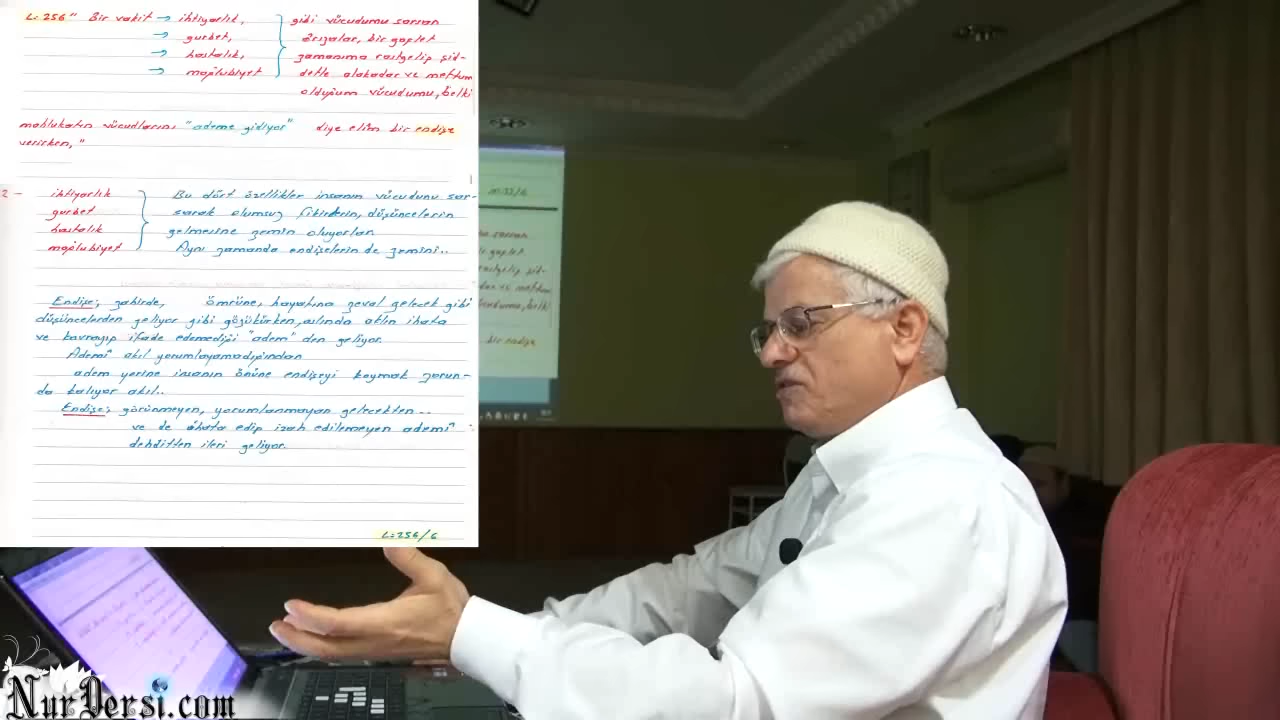 L: 256 " Bir vakit → ihtiyarlık, gibi vücudumu sarsan
→ gurbet, ârızalar, bir gaflet
→ hastalık, zamanıma rastgelip şid-
→ mağlubiyet detle alakadar ve meftun
olduğum vücudumu, belki
mahlukatın vücudlarını "ademe gidiyor" diye elîm bir endişe
verirken, "
2 - ihtiyarlık Bu dört özellikler insanın vücudunu sar-
gurbet sarak olumsuz fikirlerin, düşüncelerin
hastalık gelmesine zemin oluyorlar.
mağlubiyet Aynı zamanda endişelerin de zemini..
Endişe; zahirde, ömrüne, hayatına zeval gelecek gibi
düşüncelerden geliyor gibi gözükürken, aslında aklın ihata
ve kavrayıp ifade edemediği "adem" den geliyor.
Ademî akıl yorumlayamadığından
adem yerine insanın önüne endişeyi koymak zorun-
da kalıyor akıl..
Endişe; görünmeyen, yorumlanmayan gelecekten..
ve de ihata edip izah edilemeyen ademî
tehditten ileri geliyor.
L: 256/6
NurDersi.com